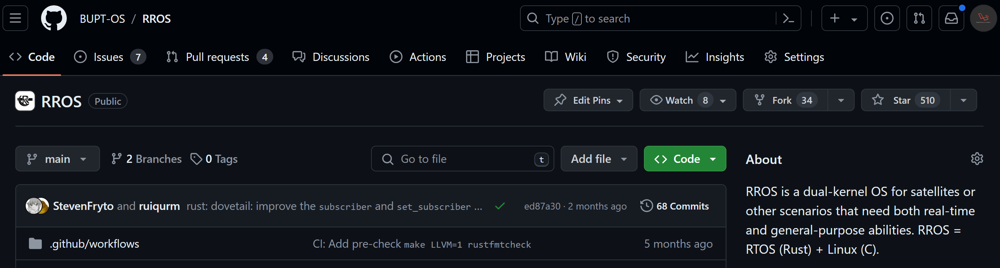 BUPT-OS / RROS
Type / to search
Code
Issues 7
Pull requests 4
Discussions
Actions
Projects
Wiki
Security
Insights
Settings
RROS Public
Edit Pins
Watch 8
Fork 34
Star 510
main
2 Branches
0 Tags
Go to file t
Add file
Code
StevenFryto and ruiqurm rust: dovetail: improve the subscriber and set_subscriber ...
ed87a30 · 2 months ago
68 Commits
.github/workflows
CI: Add pre-check make LLVM=1 rustfmtcheck
5 months ago
About
RROS is a dual-kernel OS for satellites or
other scenarios that need both real-time
and general-purpose abilities. RROS =
RTOS (Rust) + Linux (C).